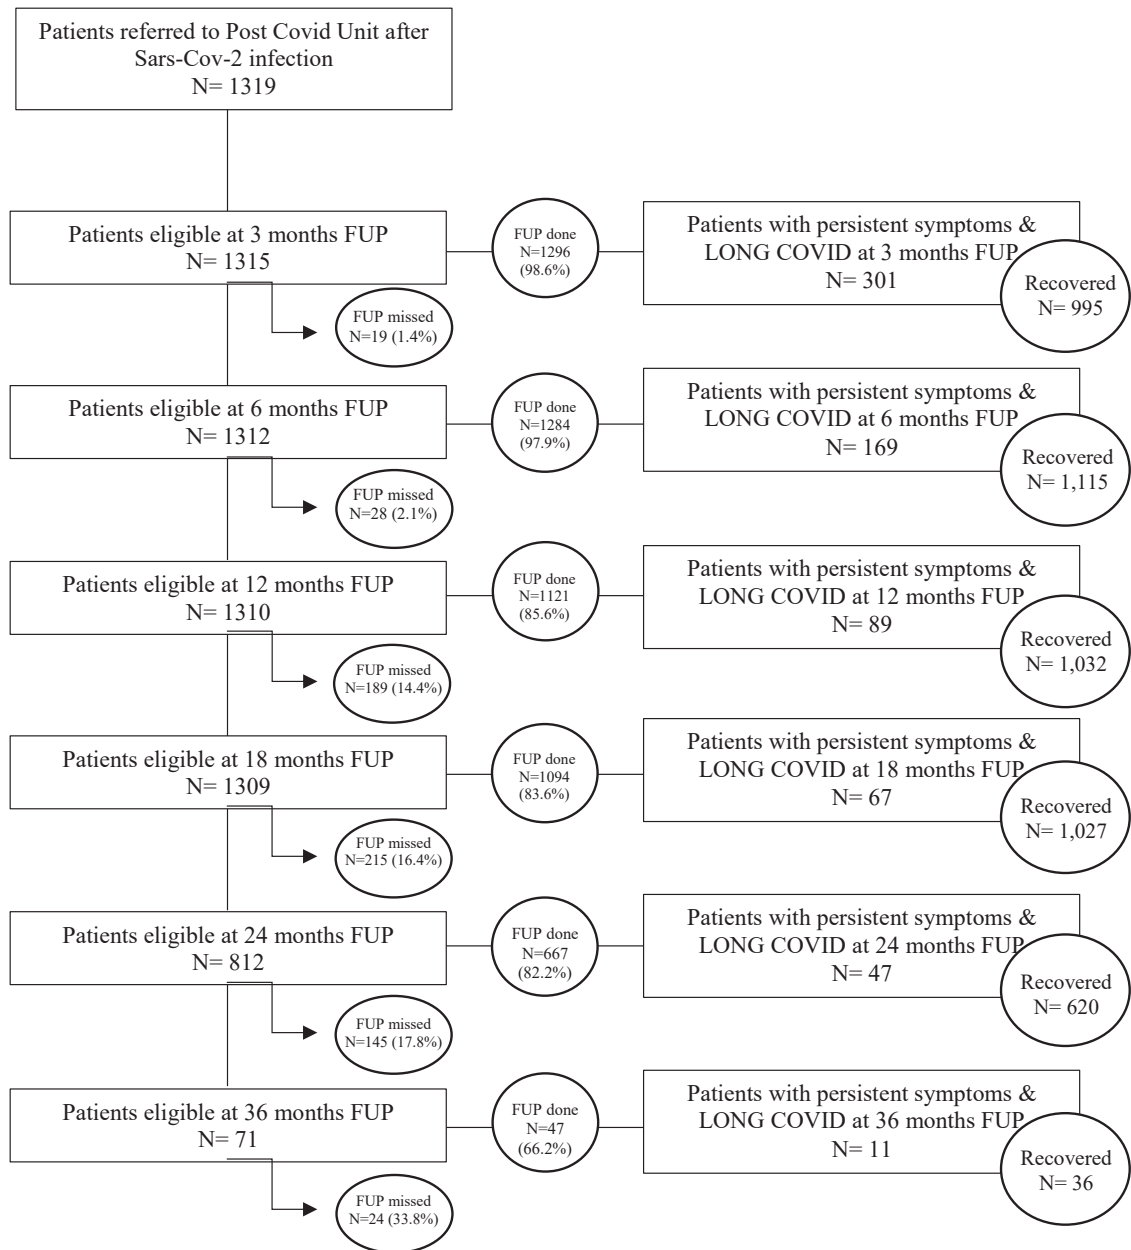 Patients referred to Post Covid Unit after
Sars-Cov-2 infection
N= 1319
Patients eligible at 3 months FUP
N= 1315
FUP done
N=1296
(98.6%)
Patients with persistent symptoms &
LONG COVID at 3 months FUP
N= 301
Recovered
N= 995
FUP missed
N=19 (1.4%)
Patients eligible at 6 months FUP
N= 1312
FUP done
N=1284
(97.9%)
Patients with persistent symptoms &
LONG COVID at 6 months FUP
N= 169
Recovered
N= 1,115
FUP missed
N=28 (2.1%)
Patients eligible at 12 months FUP
N= 1310
FUP done
N=1121
(85.6%)
Patients with persistent symptoms &
LONG COVID at 12 months FUP
N= 89
Recovered
N= 1,032
FUP missed
N=189 (14.4%)
Patients eligible at 18 months FUP
N= 1309
FUP done
N=1094
(83.6%)
Patients with persistent symptoms &
LONG COVID at 18 months FUP
N= 67
Recovered
N= 1,027
FUP missed
N=215 (16.4%)
Patients eligible at 24 months FUP
N= 812
FUP done
N=667
(82.2%)
Patients with persistent symptoms &
LONG COVID at 24 months FUP
N= 47
Recovered
N= 620
FUP missed
N=145 (17.8%)
Patients eligible at 36 months FUP
N= 71
FUP done
N=47
(66.2%)
Patients with persistent symptoms &
LONG COVID at 36 months FUP
N= 11
Recovered
N= 36
FUP missed
N=24 (33.8%)